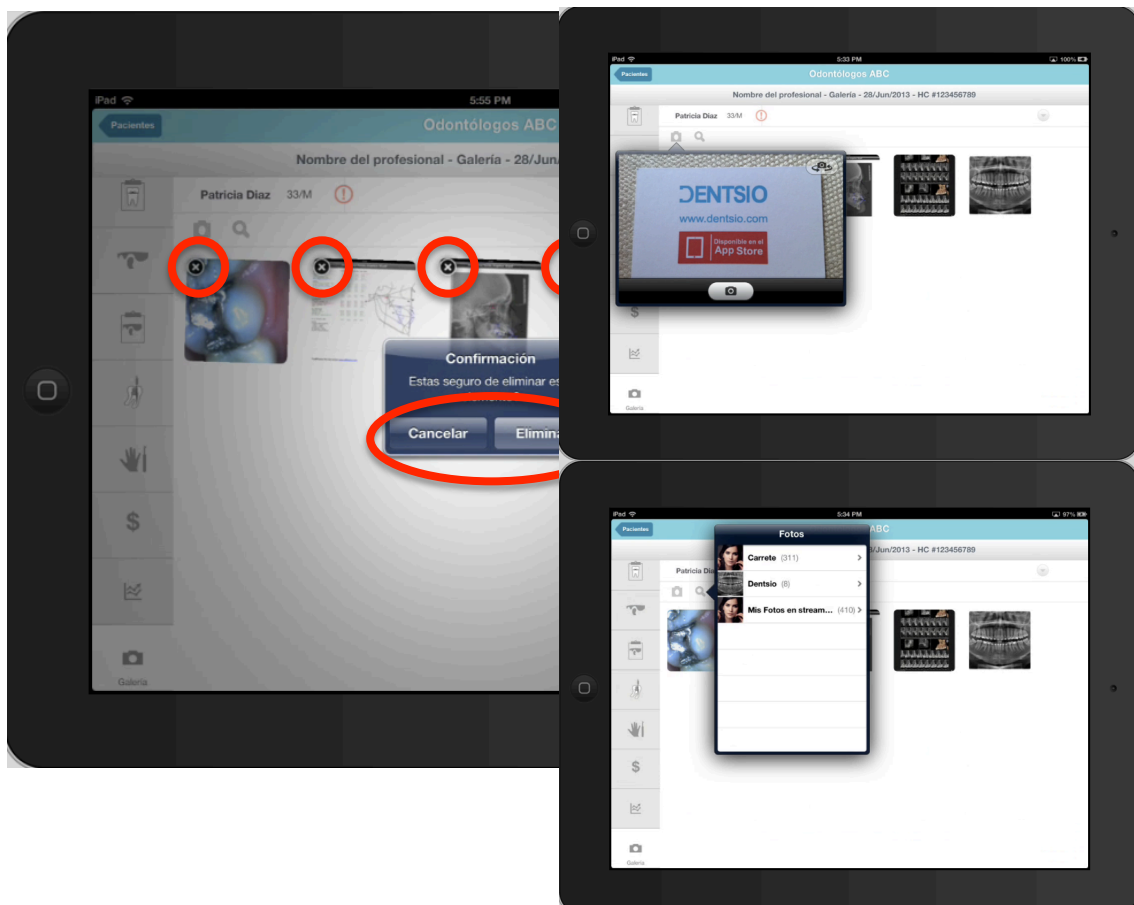 iPad
5:55 PM
Pacientes
Odontólogos ABC
Nombre del profesional - Galería - 28/Jun/
Patricia Diaz 33/M
Confirmación
Estas seguro de eliminar es
Cancelar
Elimina
$
Galería
iPad
5:33 PM
100%
Pacientes
Odontólogos ABC
Nombre del profesional - Galería - 28/Jun/2013 - HC #123456789
Patricia Diaz 33/M
DENTSIO
www.dentsio.com
Disponible en el
App Store
$
Galería
iPad
5:34 PM
97%
Pacientes
ABC
Fotos
/Jun/2013 - HC #123456789
Carrete (311)
Patricia Dia
Dentsio (8)
Mis Fotos en stream... (410)
$
Galería